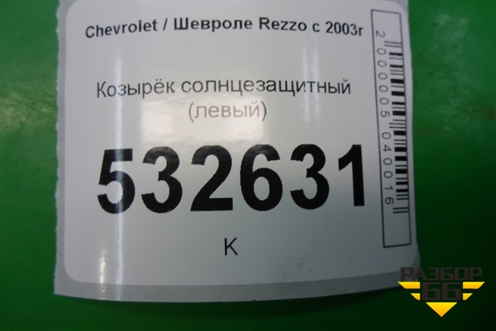 Chevrolet / Шевроле Rezzo с 2003г
Козырёк солнцезащитный
(левый)
532631
К
2000005040016
РАЗБОР
66